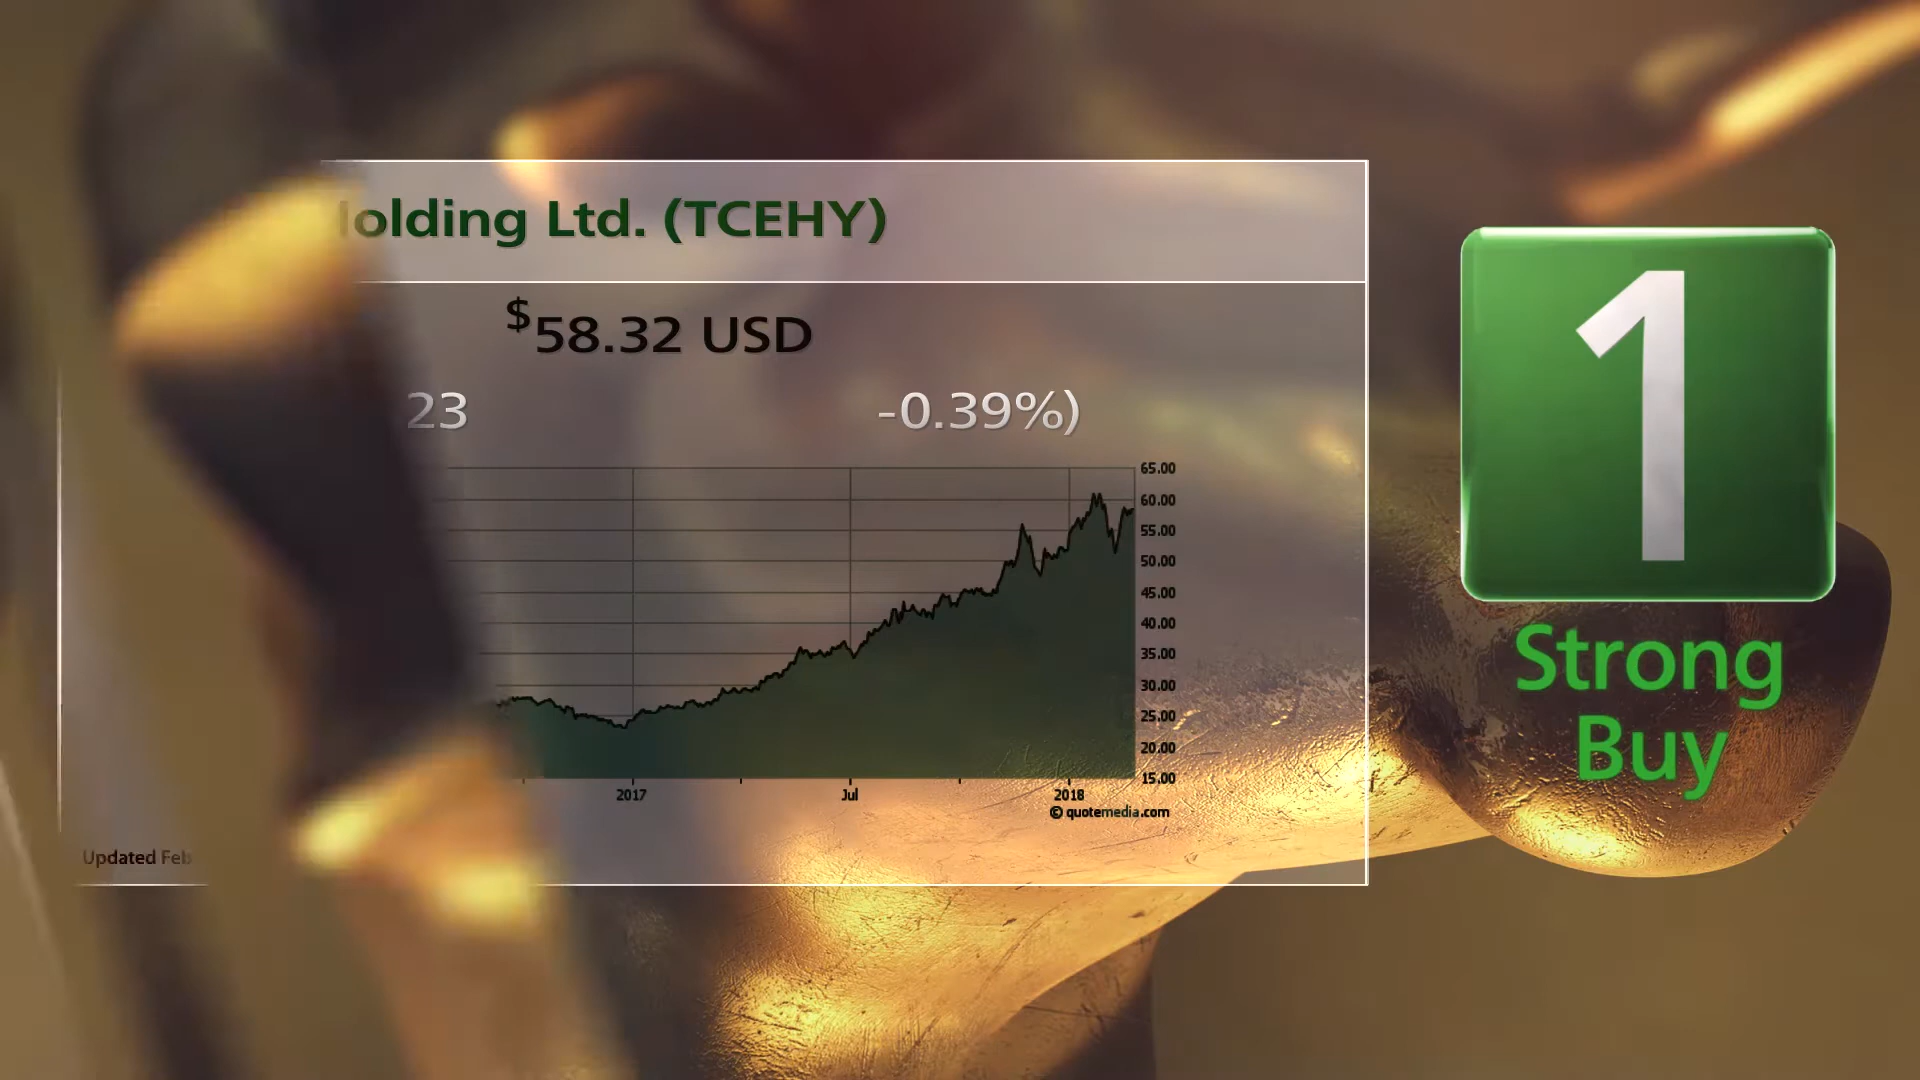 olding Ltd. (TCEHY)
$58.32 USD
23 -0.39%)
65.00
60.00
55.00
50.00
45.00
40.00
35.00
30.00
25.00
20.00
15.00
2017 Jul 2018
© quotemedia.com
Updated Feb
1
Strong
Buy